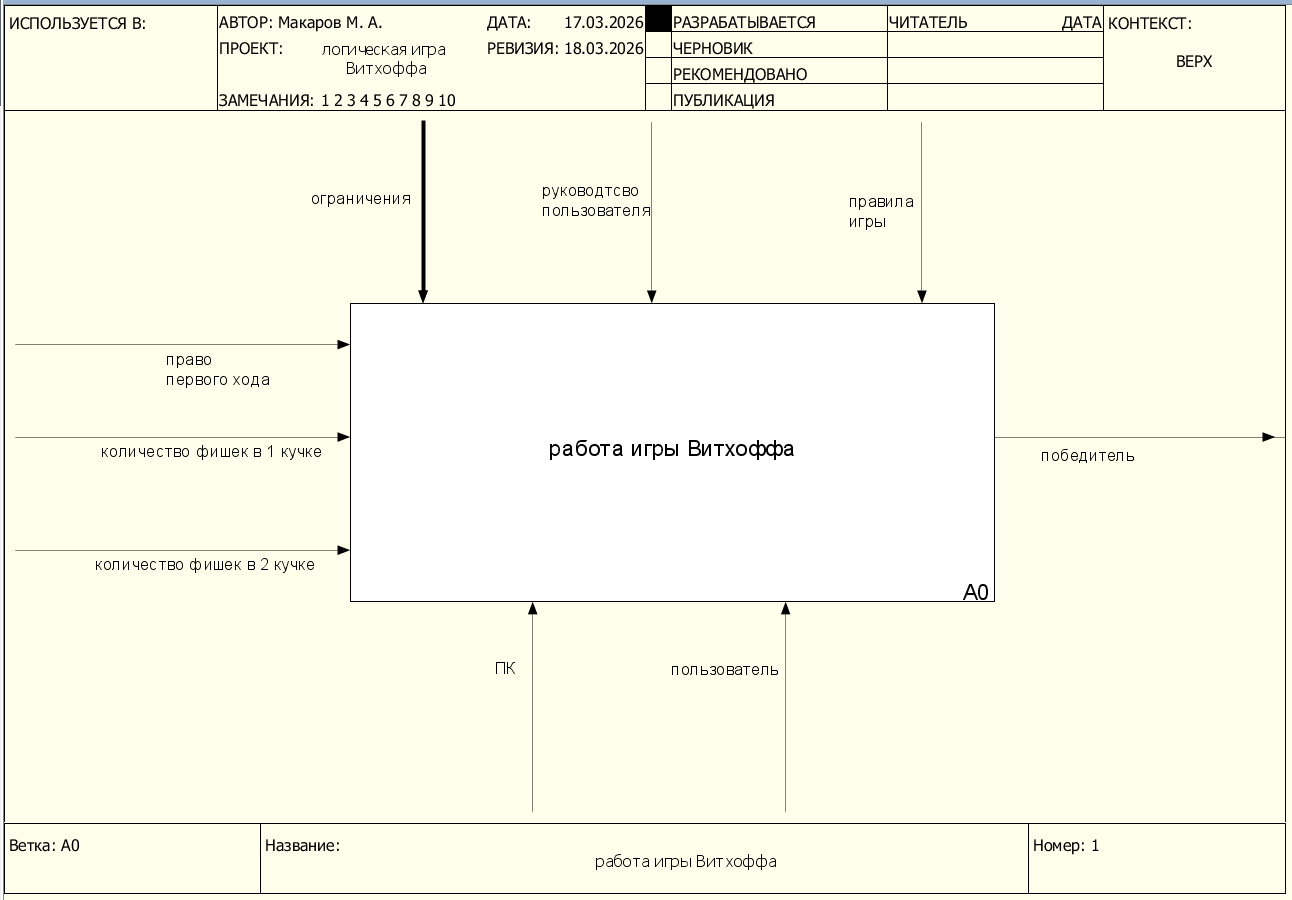 ИСПОЛЬЗУЕТСЯ В:
АВТОР: Макаров М. А.
ДАТА: 17.03.2026
ПРОЕКТ: логическая игра
Витхоффа
РЕВИЗИЯ: 18.03.2026
ЗАМЕЧАНИЯ: 1 2 3 4 5 6 7 8 9 10
РАЗРАБАТЫВАЕТСЯ
ЧЕРНОВИК
РЕКОМЕНДОВАНО
ПУБЛИКАЦИЯ
ЧИТАТЕЛЬ ДАТА
КОНТЕКСТ:
ВЕРХ
ограничения
руководтсво
пользователя
правила
игры
право
первого хода
количество фишек в 1 кучке
количество фишек в 2 кучке
работа игры Витхоффа
A0
победитель
ПК
пользователь
Ветка: A0
Название:
работа игры Витхоффа
Номер: 1